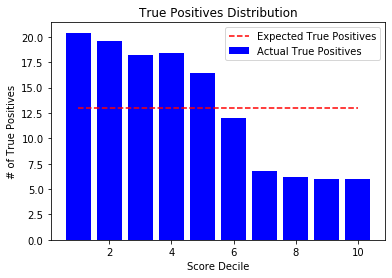 True Positives Distribution
Expected True Positives
Actual True Positives
# of True Positives
20.0
17.5
15.0
12.5
10.0
7.5
5.0
2.5
0.0
2 4 6 8 10
Score Decile